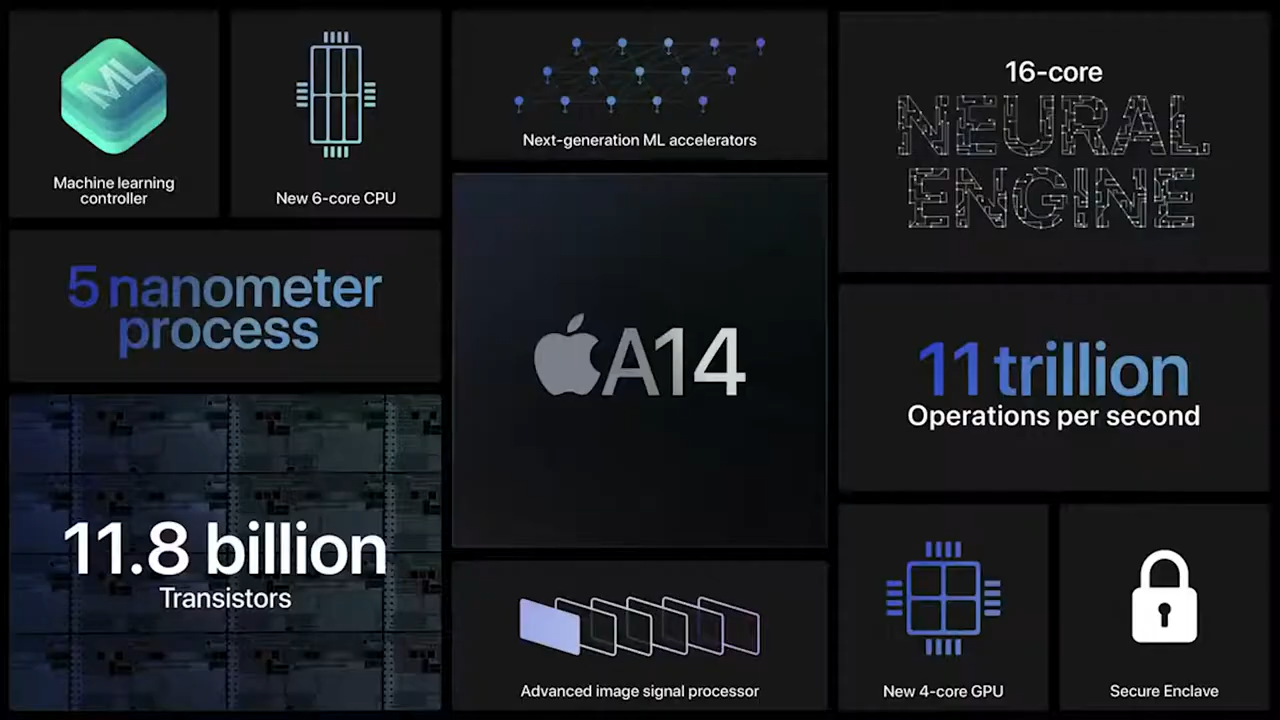 ML
Machine learning
controller
New 6-core CPU
Next-generation ML accelerators
16-core
NEURAL
ENGINE
5 nanometer
process
A14
11 trillion
Operations per second
11.8 billion
Transistors
Advanced image signal processor
New 4-core GPU
Secure Enclave